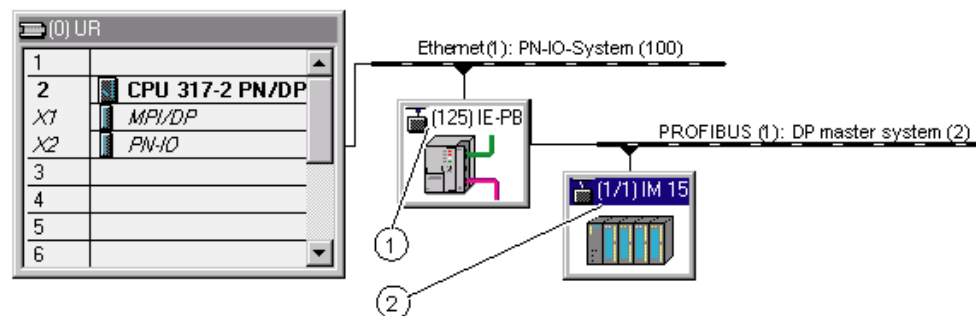 (0) UR
1
2 CPU 317-2 PN/DP
X1 MPI/DP
X2 PN-IO
3
4
5
6
Ethernet(1): PN-IO-System (100)
(125) IE-PB
PROFIBUS (1): DP master system (2)
(1/1) IM 15
1
2